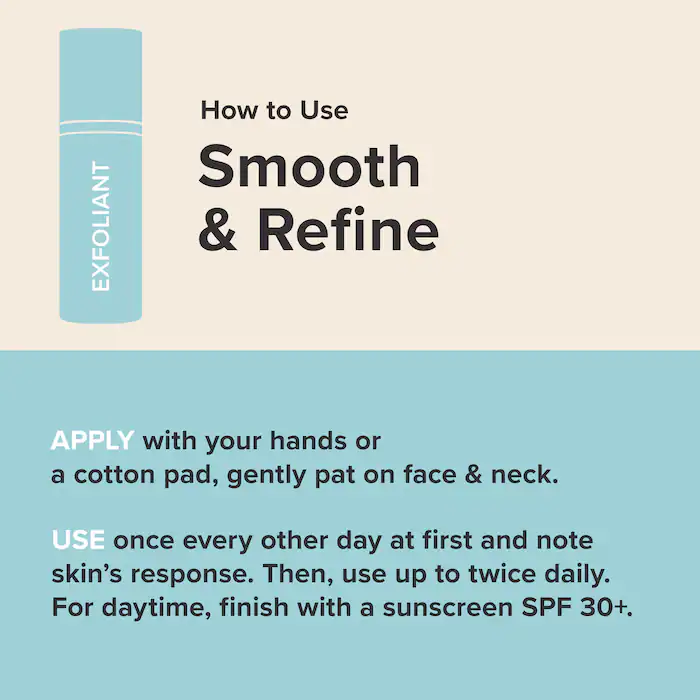 EXFOLIANT
How to Use
Smooth
& Refine
APPLY with your hands or
a cotton pad, gently pat on face & neck.
USE once every other day at first and note
skin’s response. Then, use up to twice daily.
For daytime, finish with a sunscreen SPF 30+.